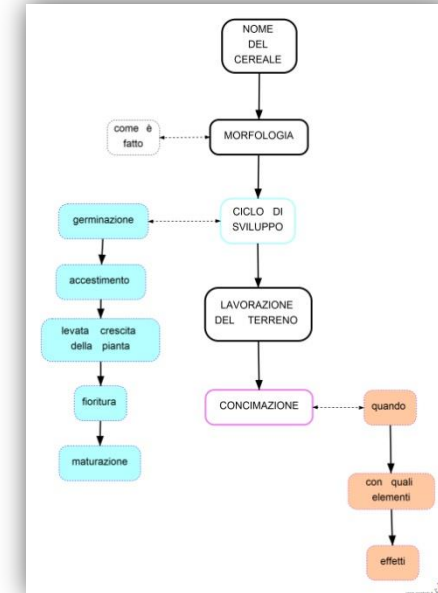 NOME
DEL
CEREALE
come è
fatto
MORFOLOGIA
germinazione
CICLO DI
SVILUPPO
accestimento
levata crescita
della pianta
fioritura
maturazione
LAVORAZIONE
DEL TERRENO
CONCIMAZIONE
quando
con quali
elementi
effetti